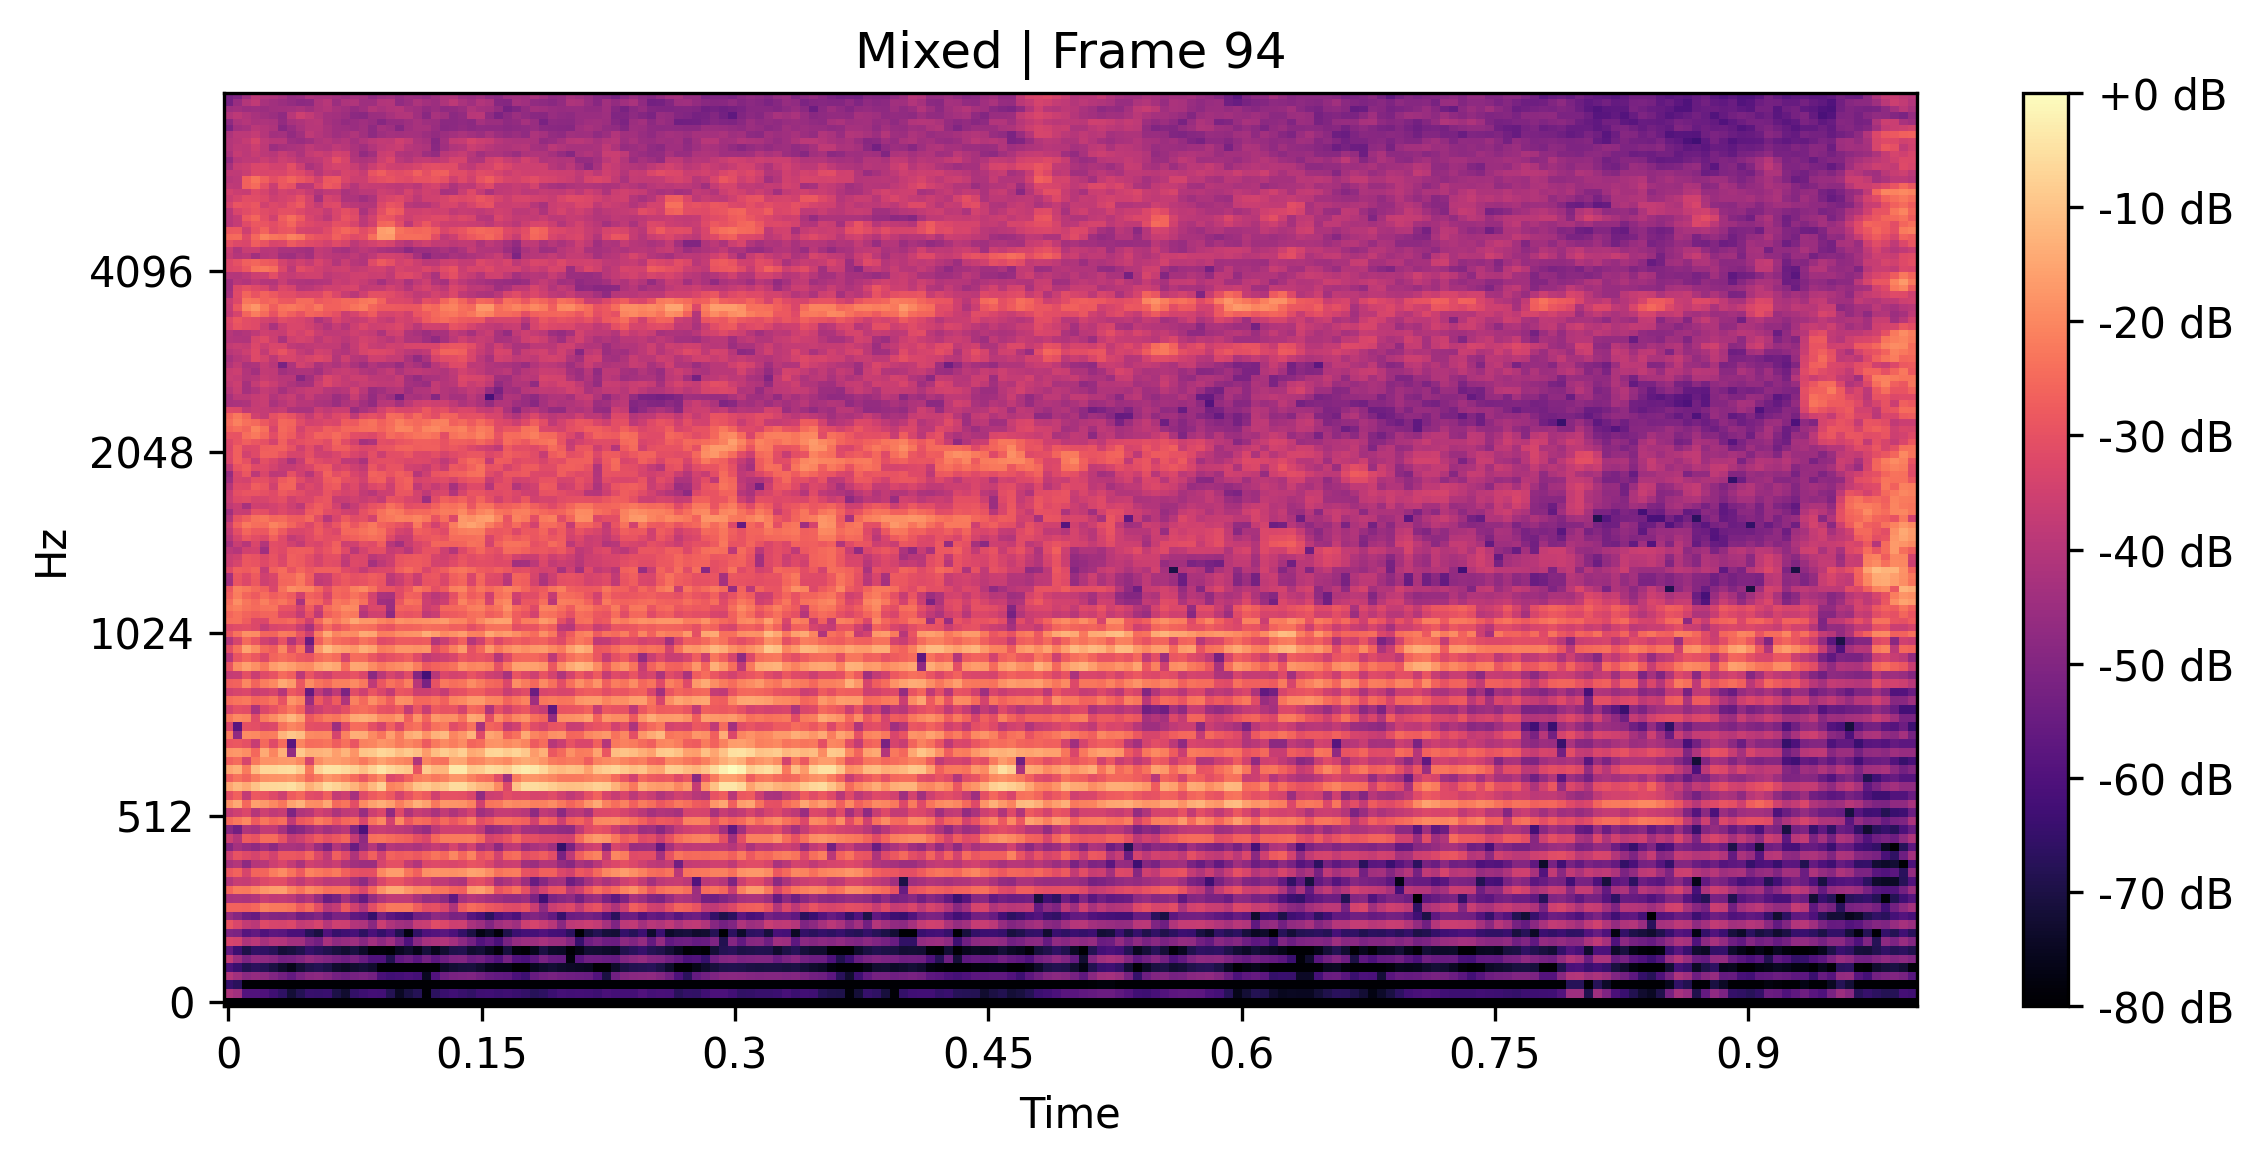 Mixed | Frame 94
+0 dB
-10 dB
-20 dB
-30 dB
-40 dB
-50 dB
-60 dB
-70 dB
-80 dB
Hz
4096
2048
1024
512
0
0 0.15 0.3 0.45 0.6 0.75 0.9
Time